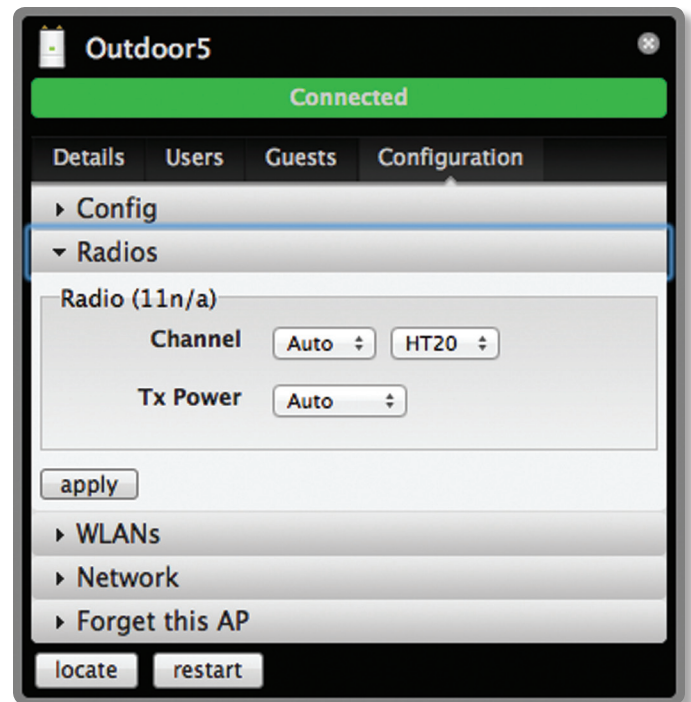 Outdoor5
Connected
Details Users Guests Configuration
Config
Radios
Radio (11n/a)
Channel Auto HT20
Tx Power Auto
apply
WLANs
Network
Forget this AP
locate restart